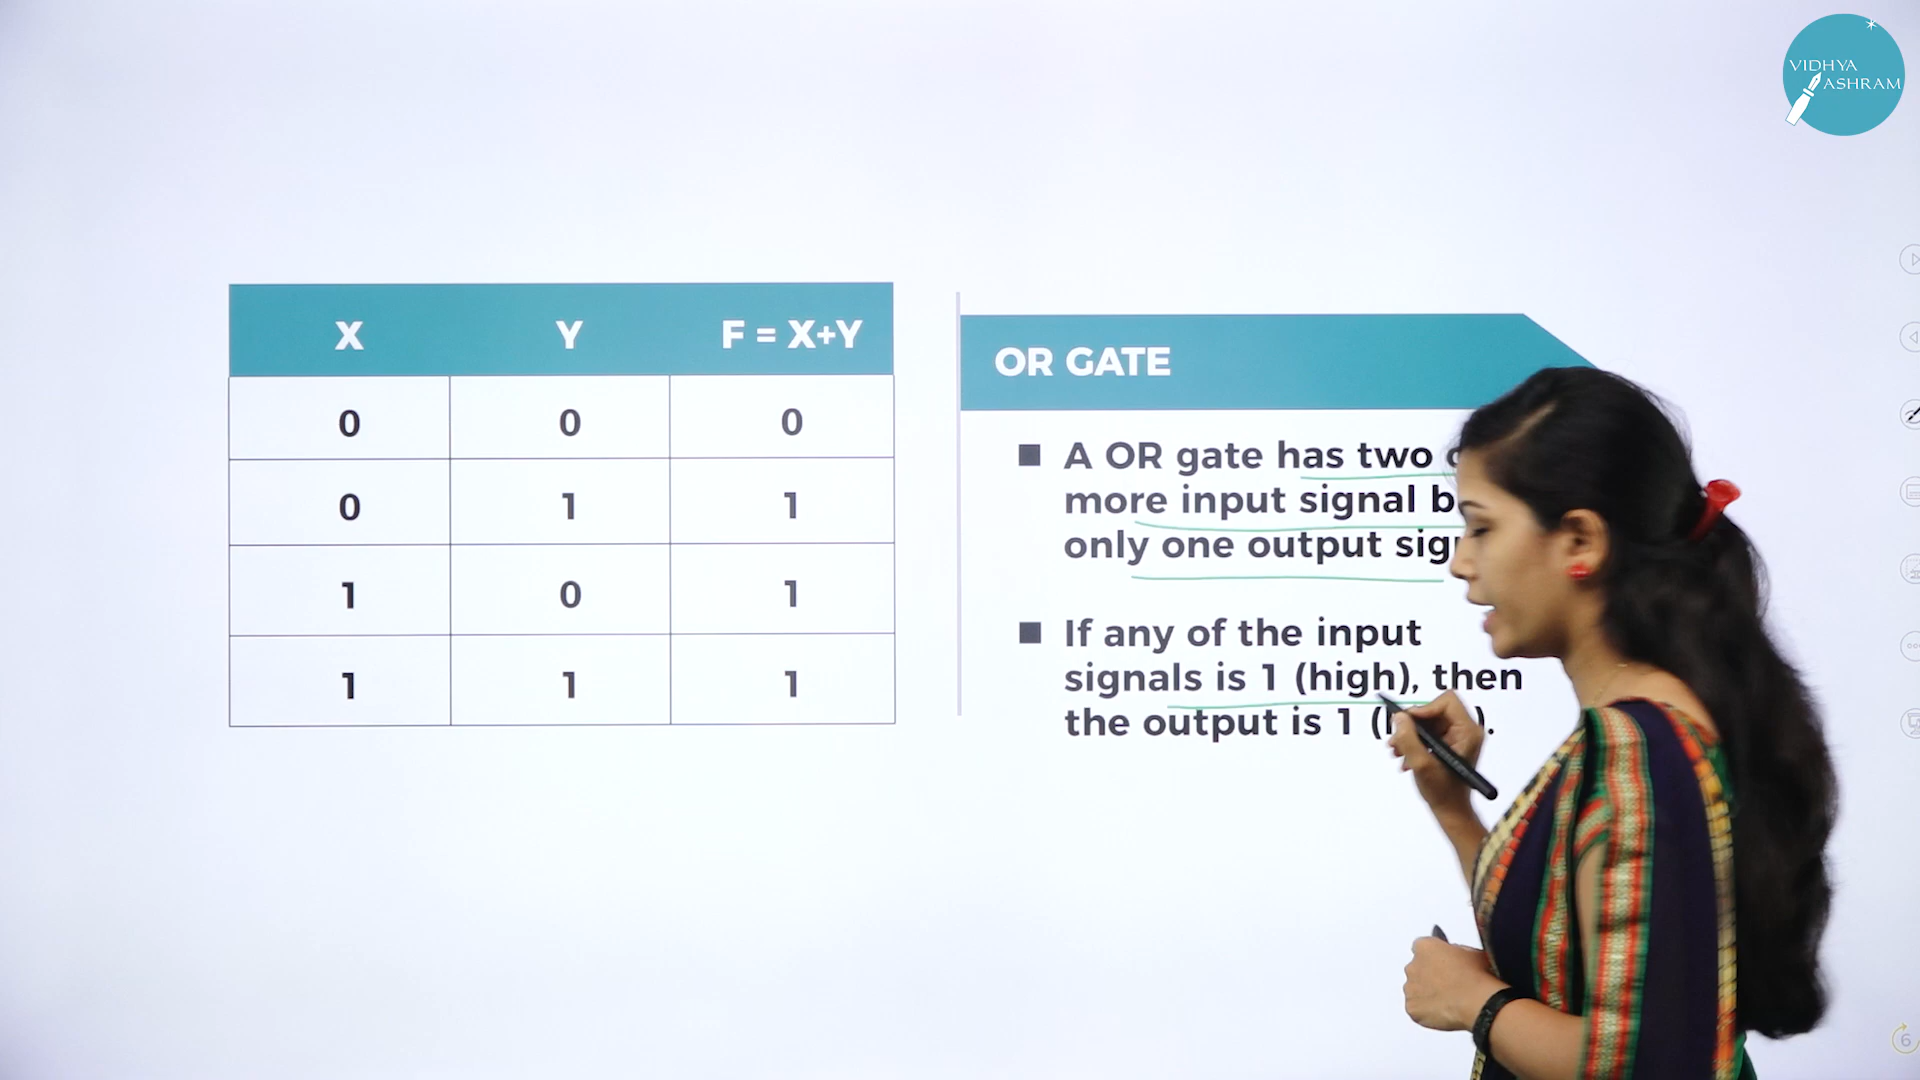 VIDHYA
ASHRAM
X Y F = X+Y
0 0 0
0 1 1
1 0 1
1 1 1
OR GATE
A OR gate has two
more input signal
only one output
If any of the input
signals is 1 (high), then
the output is 1
6